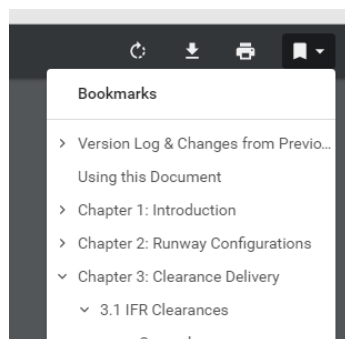 Bookmarks
Version Log & Changes from Previo...
Using this Document
Chapter 1: Introduction
Chapter 2: Runway Configurations
Chapter 3: Clearance Delivery
3.1 IFR Clearances